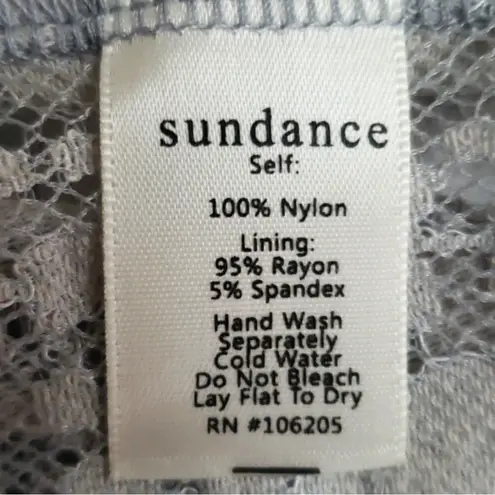 sundance
Self:
100% Nylon
Lining:
95% Rayon
5% Spandex
Hand Wash
Separately
Cold Water
Do Not Bleach
Lay Flat To Dry
RN #106205